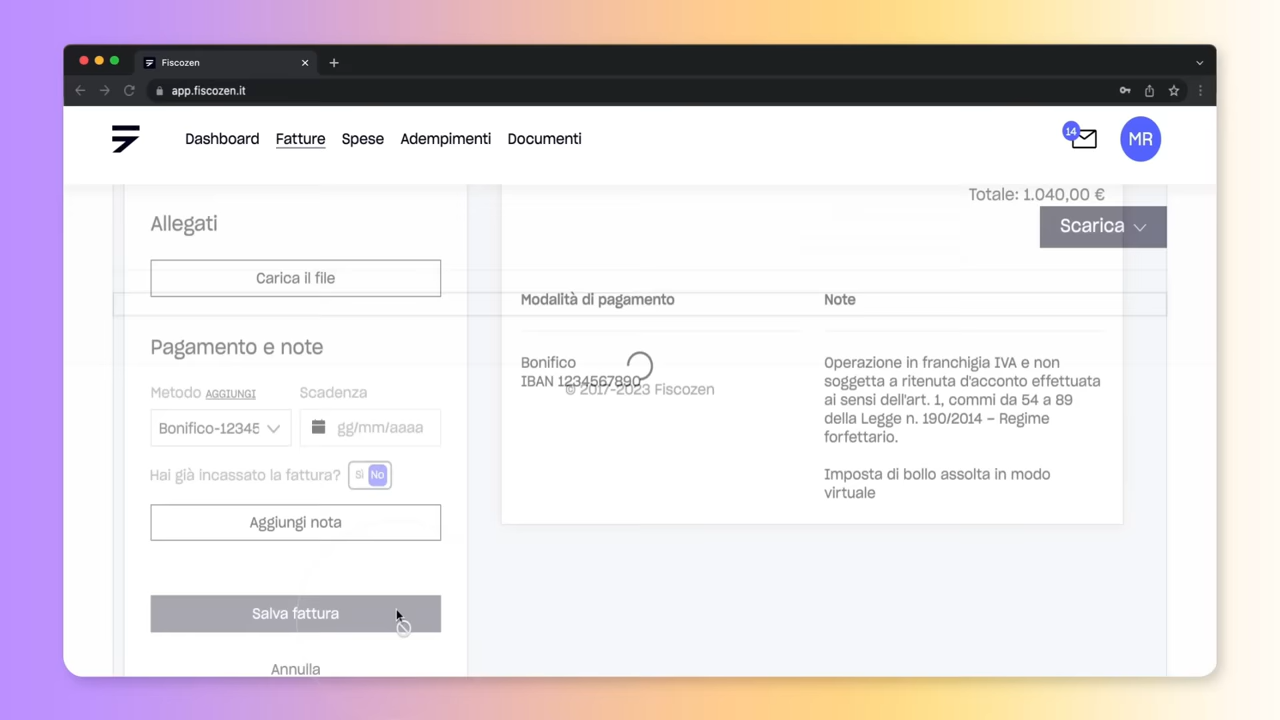 Fiscozen
app.fiscozen.it
Dashboard Fatture Spese Adempimenti Documenti
14
MR
Totale: 1.040,00 €
Allegati
Scarica
Carica il file
Modalità di pagamento
Note
Pagamento e note
Bonifico
IBAN 1234567890
© 2017-2023 Fiscozen
Operazione in franchigia IVA e non
soggetta a ritenuta d'acconto effettuata
ai sensi dell'art. 1, commi da 54 a 89
della Legge n. 190/2014 – Regime
forfettario.
Imposta di bollo assolta in modo
virtuale
Metodo AGGIUNGI
Scadenza
Bonifico-12345
gg/mm/aaaa
Hai già incassato la fattura? Sì No
Aggiungi nota
Salva fattura
Annulla